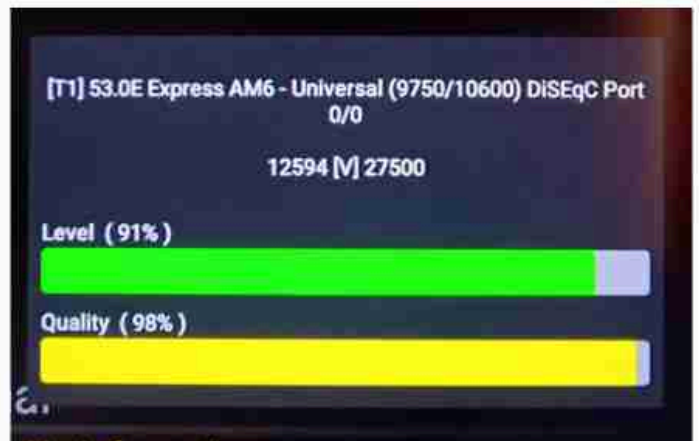 [T1] 53.0E Express AM6 - Universal (9750/10600) DiSEqC Port
0/0
12594 [V] 27500
Level ( 91% )
Quality ( 98% )